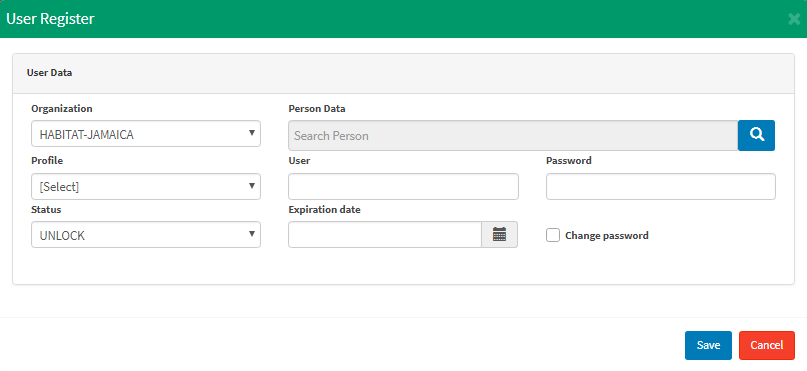 User Register
User Data
Organization
Person Data
HABITAT-JAMAICA
Search Person
Profile
User
Password
[Select]
Status
Expiration date
UNLOCK
Change password
Save
Cancel